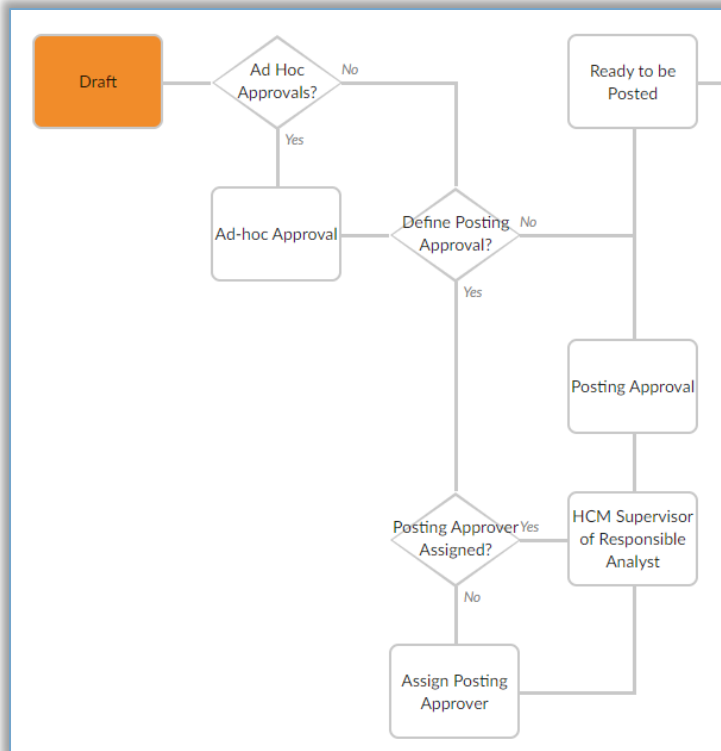 Draft
Ad Hoc
Approvals?
No
Ready to be
Posted
Yes
Ad-hoc Approval
Define Posting
Approval?
No
Yes
Posting Approval
Posting Approver
Assigned?
Yes
HCM Supervisor
of Responsible
Analyst
No
Assign Posting
Approver